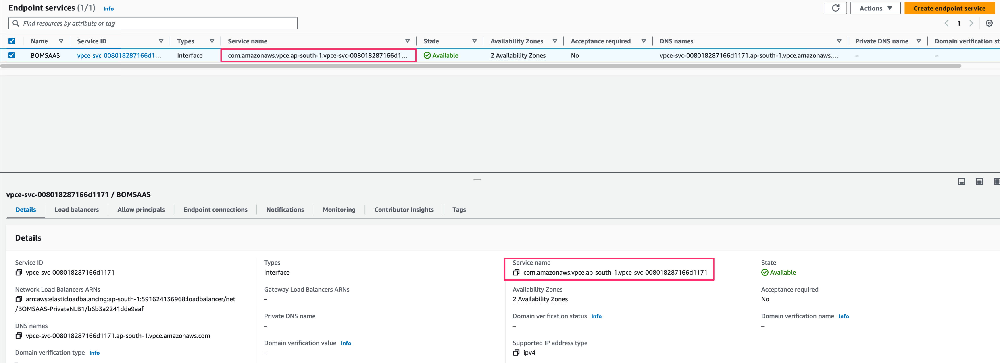 Endpoint services (1/1) Info
Actions Create endpoint service
Find resources by attribute or tag
1
Name Service ID Types Service name State Availability Zones Acceptance required DNS names Private DNS name Domain verification st
BOMSAAS vpce-svc-008018287166d1... Interface com.amazonaws.vpce.ap-south-1.vpce-svc-008018287166d1... Available 2 Availability Zones No vpce-svc-008018287166d1171.ap-south-1.vpce.amazonaws.... – –
vpce-svc-008018287166d1171 / BOMSAAS
Details Load balancers Allow principals Endpoint connections Notifications Monitoring Contributor Insights Tags
Details
Service ID
vpce-svc-008018287166d1171
Network Load Balancers ARNs
arn:aws:elasticloadbalancing:ap-south-1:591624136968:loadbalancer/net
/BOMSAAS-PrivateNLB1/b6b3a2241dde9aaf
DNS names
vpce-svc-008018287166d1171.ap-south-1.vpce.amazonaws.com
Domain verification type Info
–
Types
Interface
Gateway Load Balancers ARNs
–
Private DNS name
–
Domain verification value Info
–
Service name
com.amazonaws.vpce.ap-south-1.vpce-svc-008018287166d1171
Availability Zones
2 Availability Zones
Domain verification status Info
–
Supported IP address type
ipv4
State
Available
Acceptance required
No
Domain verification name Info
–